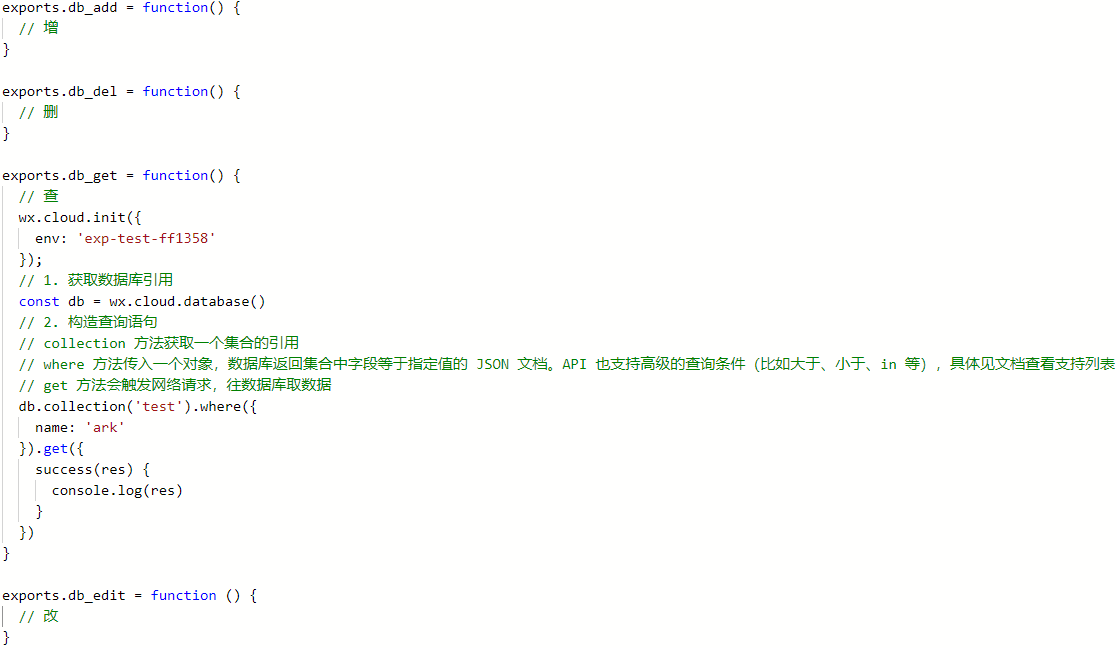 exports.db_add = function() {
  // 增
}

exports.db_del = function() {
  // 删
}

exports.db_get = function() {
  // 查
  wx.cloud.init({
    env: 'exp-test-ff1358'
  });
  // 1. 获取数据库引用
  const db = wx.cloud.database()
  // 2. 构造查询语句
  // collection 方法获取一个集合的引用
  // where 方法传入一个对象，数据库返回集合中字段等于指定值的 JSON 文档。API 也支持高级的查询条件（比如大于、小于、in 等），具体见文档查看支持列表
  // get 方法会触发网络请求，往数据库取数据
  db.collection('test').where({
    name: 'ark'
  }).get({
    success(res) {
      console.log(res)
    }
  })
}

exports.db_edit = function () {
  // 改
}